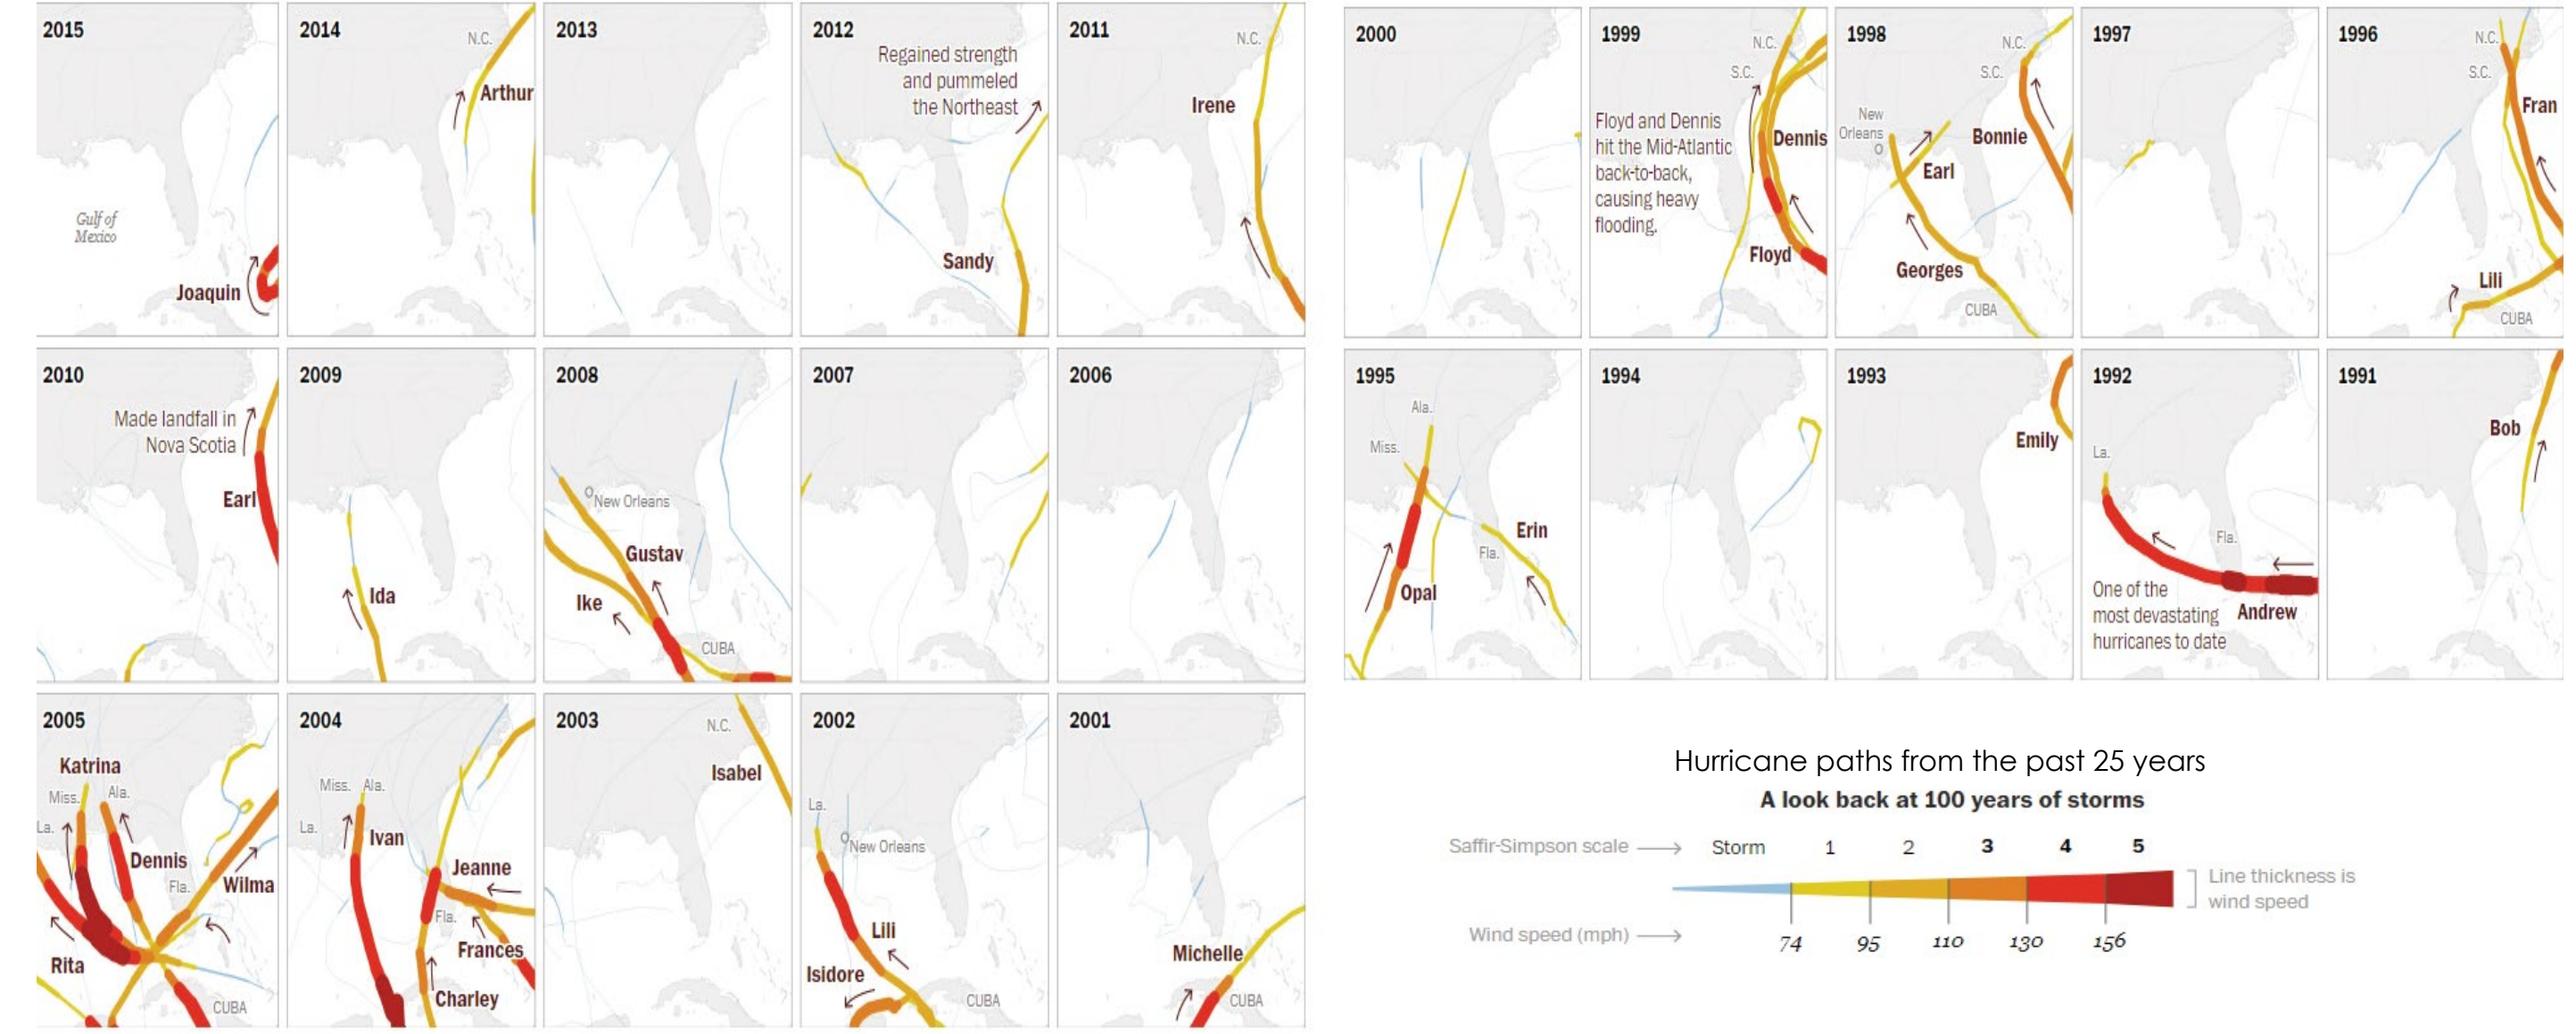 2015
Gulf of
Mexico
Joaquin
2014
N.C.
Arthur
2013
2012
Regained strength
and pummeled
the Northeast
Sandy
2011
N.C.
Irene
2010
Made landfall in
Nova Scotia
Earl
2009
Ida
2008
New Orleans
Gustav
Ike
CUBA
2007
2006
2005
Katrina
Miss.
Ala.
La.
Dennis
Fla.
Wilma
Rita
CUBA
2004
Miss.
Ala.
La.
Ivan
Jeanne
Fla.
Frances
Charley
2003
N.C.
Isabel
2002
La.
New Orleans
Lili
Isidore
CUBA
2001
Michelle
CUBA
2000
1999
N.C.
S.C.
Floyd and Dennis
hit the Mid-Atlantic
back-to-back,
causing heavy
flooding.
Dennis
Floyd
1998
N.C.
S.C.
New
Orleans
Bonnie
Earl
Georges
CUBA
1997
1996
N.C.
S.C.
Fran
Lili
CUBA
1995
Ala.
Miss.
Erin
Fla.
Opal
1994
1993
Emily
1992
La.
Fla.
One of the
most devastating
hurricanes to date
Andrew
1991
Bob
Hurricane paths from the past 25 years
A look back at 100 years of storms
Saffir-Simpson scale Storm 1 2 3 4 5
Line thickness is
wind speed
Wind speed (mph) 74 95 110 130 156